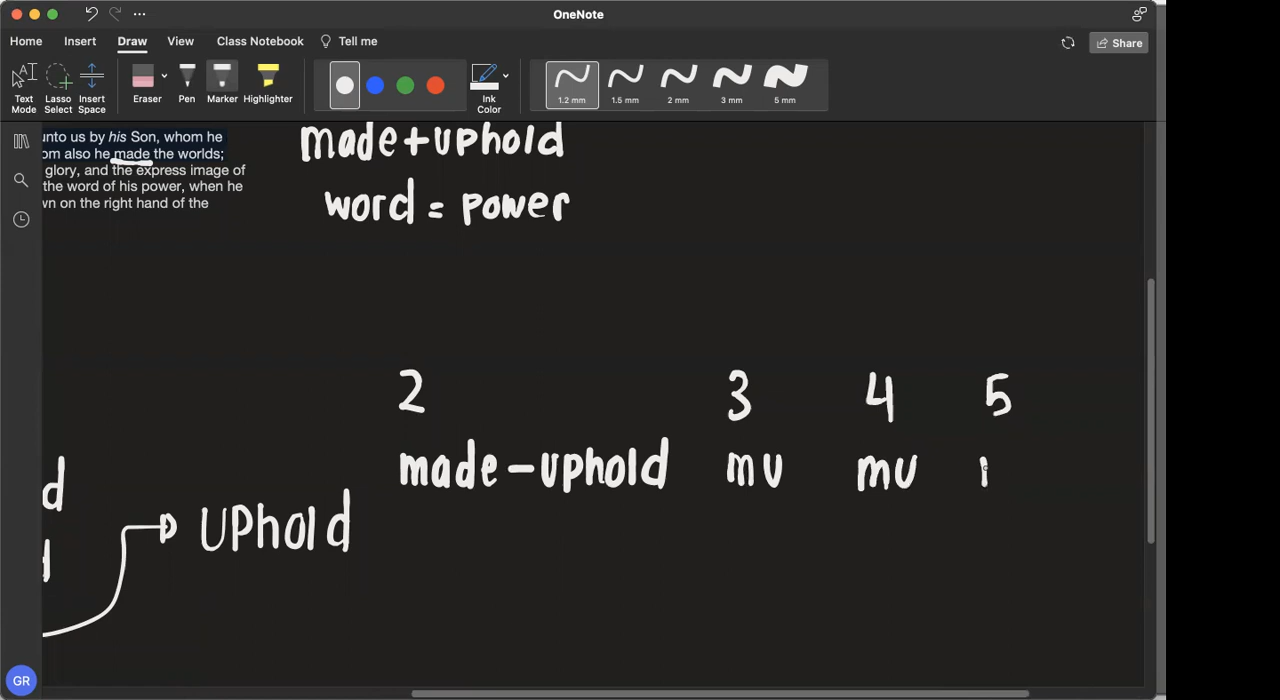 OneNote
Home Insert Draw View Class Notebook Tell me
Share
Text Mode
Lasso Select
Insert Space
Eraser
Pen
Marker
Highlighter
Ink Color
1.2 mm
1.5 mm
2 mm
3 mm
5 mm
unto us by his Son, whom he
om also he made the worlds;
glory, and the express image of
the word of his power, when he
wn on the right hand of the
made+uphold
word = power
2 3 4 5
made-uphold mu mu
d
UPhold
d
GR